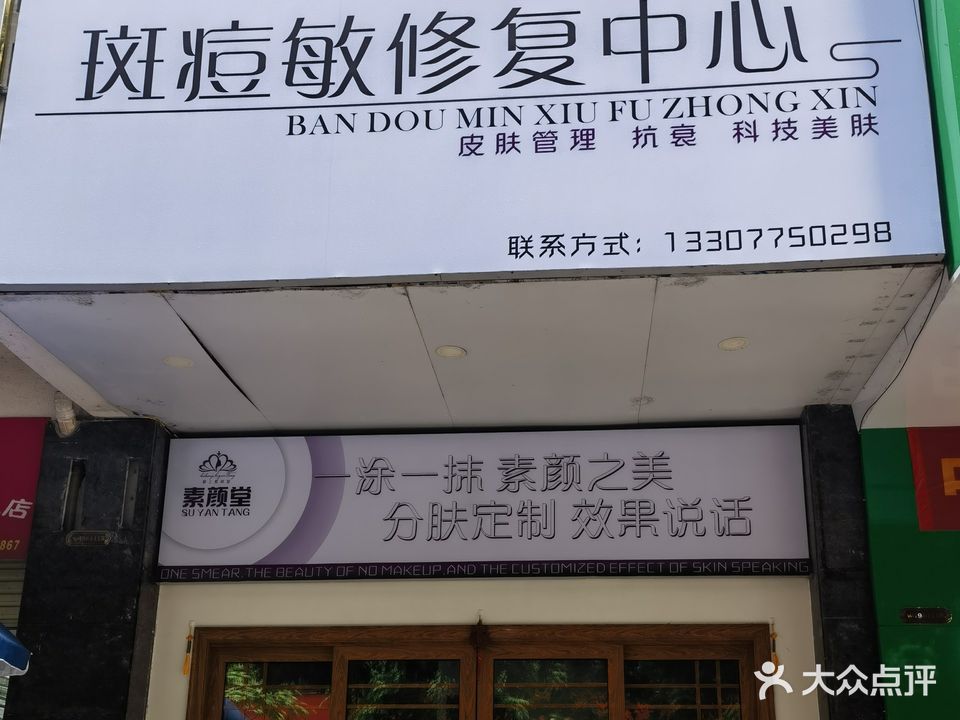 斑痘敏修复中心
BAN DOU MIN XIU FU ZHONG XIN
皮肤管理 抗衰 科技美肤
联系方式：13307750298
一涂一抹 素颜之美
素颜堂
SU YAN TANG
分肤定制 效果说话
ONE SMEAR.THE BEAUTY OF NO MAKEUP.AND THE CUSTOMIZED EFFECT OF SKIN SPEAKING
店
867
大众点评